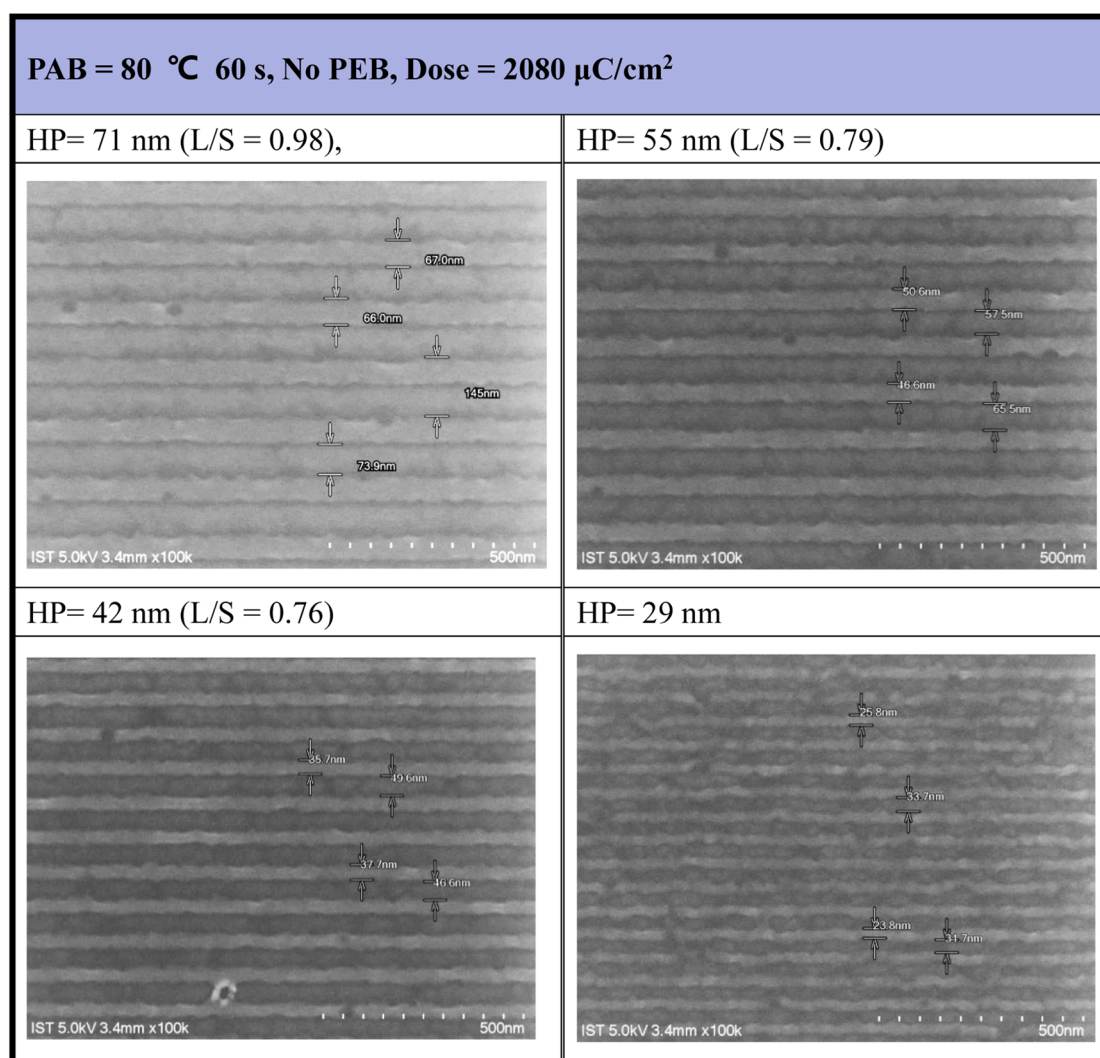 PAB = 80 ℃ 60 s, No PEB, Dose = 2080 μC/cm²
HP= 71 nm (L/S = 0.98),
HP= 55 nm (L/S = 0.79)
67.0nm
66.0nm
145nm
73.9nm
IST 5.0kV 3.4mm x100k
500nm
50.6nm
57.5nm
46.6nm
65.5nm
IST 5.0kV 3.4mm x100k
500nm
HP= 42 nm (L/S = 0.76)
HP= 29 nm
35.7nm
49.6nm
37.7nm
46.6nm
IST 5.0kV 3.4mm x100k
500nm
25.8nm
33.7nm
23.8nm
31.7nm
IST 5.0kV 3.4mm x100k
500nm